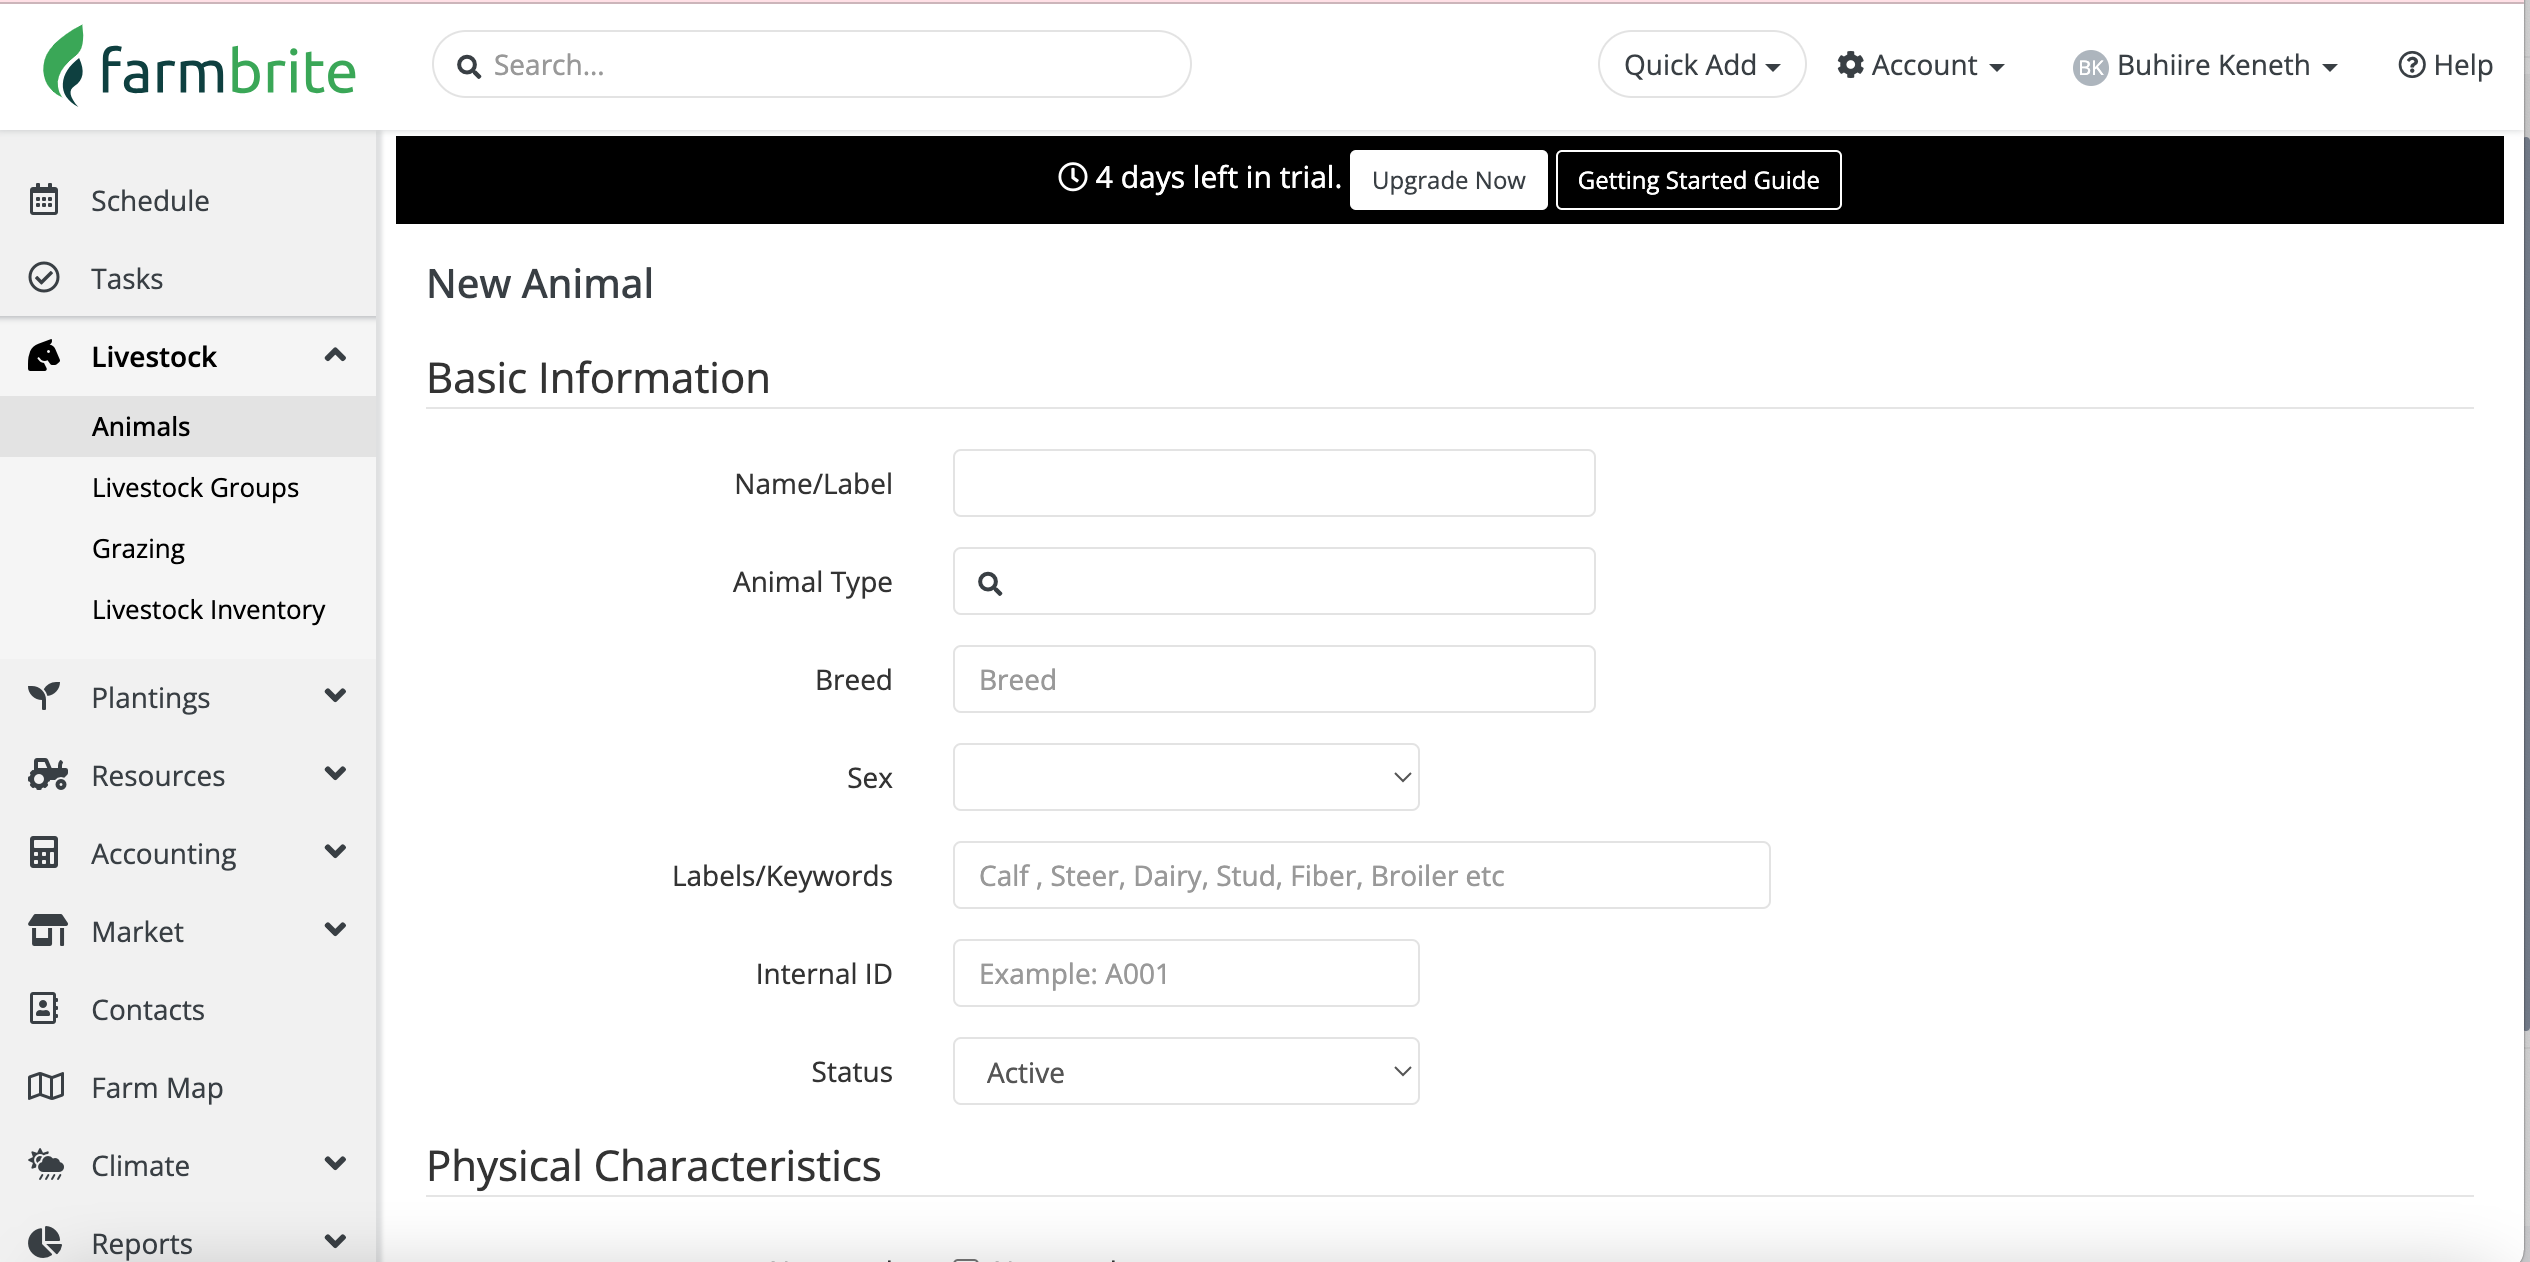 farmbrite
Search...
Quick Add
Account
BK Buhiire Keneth
Help
Schedule
Tasks
Livestock
Animals
Livestock Groups
Grazing
Livestock Inventory
Plantings
Resources
Accounting
Market
Contacts
Farm Map
Climate
Reports
4 days left in trial.
Upgrade Now
Getting Started Guide
New Animal
Basic Information
Name/Label
Animal Type
Breed
Breed
Sex
Labels/Keywords
Calf , Steer, Dairy, Stud, Fiber, Broiler etc
Internal ID
Example: A001
Status
Active
Physical Characteristics